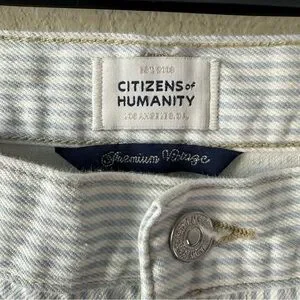 CITIZENS of
HUMANITY
LOS ANGELES, CA
Premium Vintage